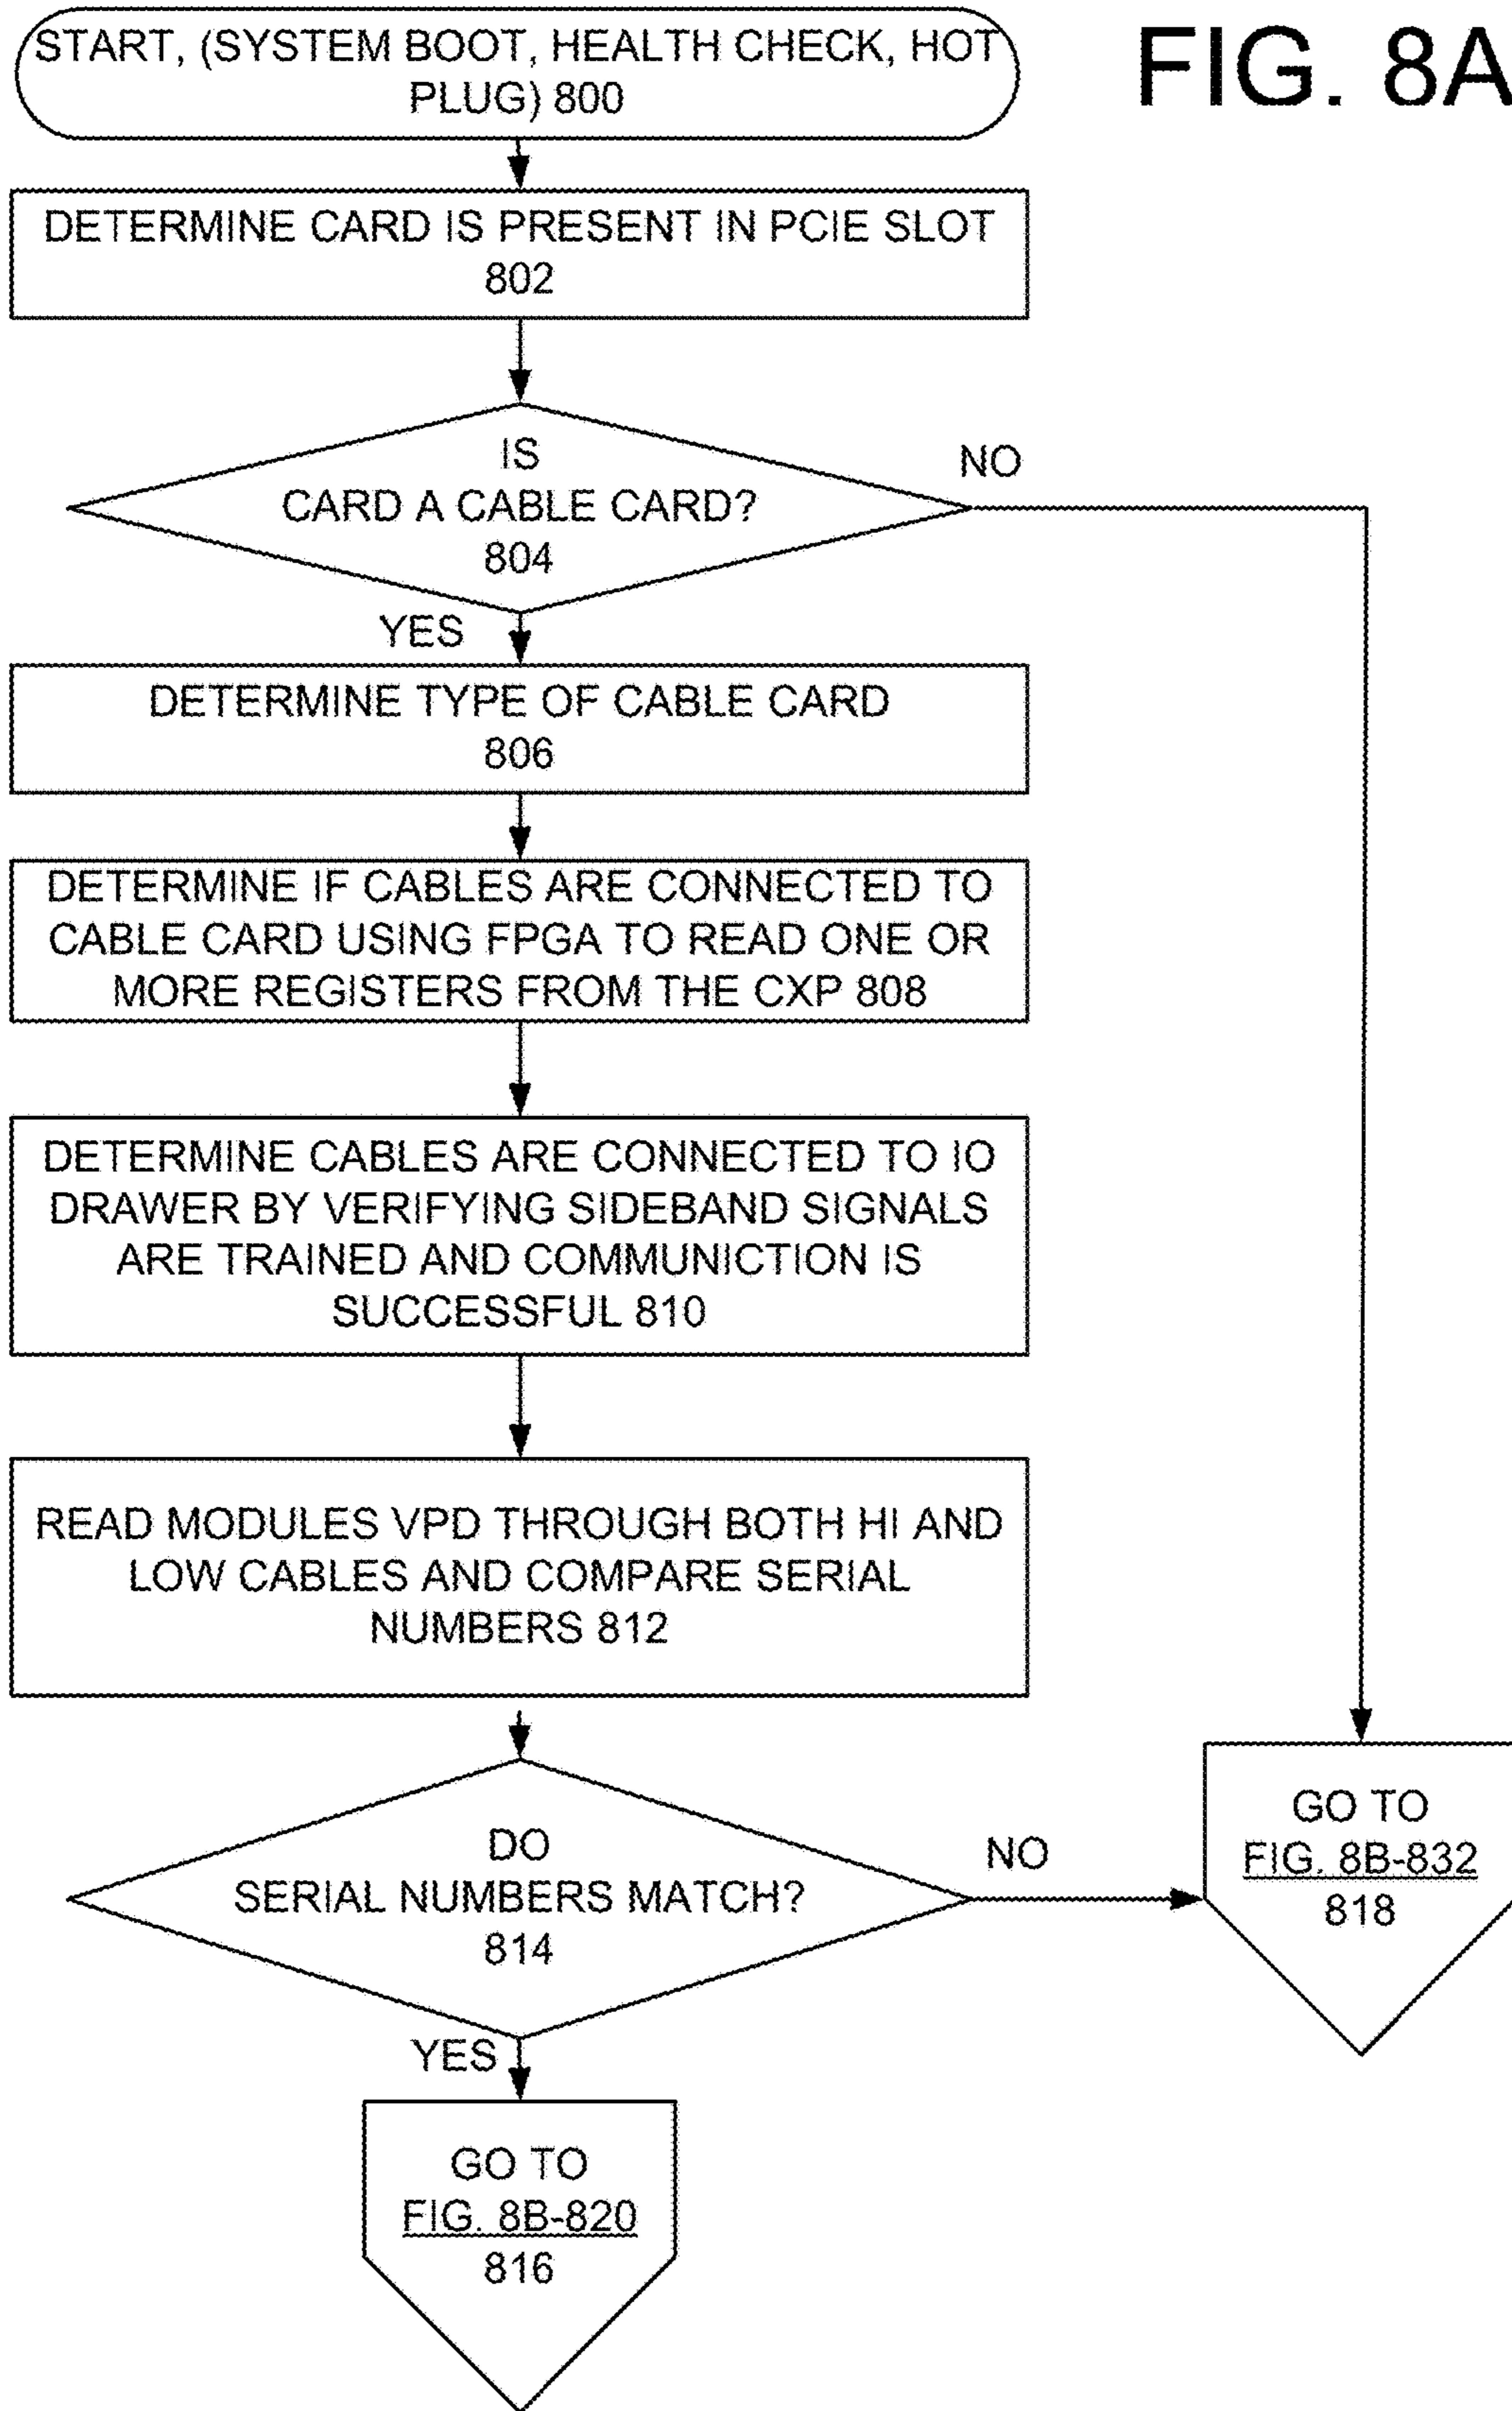 FIG. 8A
START, (SYSTEM BOOT, HEALTH CHECK, HOT
PLUG) 800
DETERMINE CARD IS PRESENT IN PCIE SLOT
802
IS
CARD A CABLE CARD?
804
NO
YES
DETERMINE TYPE OF CABLE CARD
806
DETERMINE IF CABLES ARE CONNECTED TO
CABLE CARD USING FPGA TO READ ONE OR
MORE REGISTERS FROM THE CXP 808
DETERMINE CABLES ARE CONNECTED TO IO
DRAWER BY VERIFYING SIDEBAND SIGNALS
ARE TRAINED AND COMMUNICTION IS
SUCCESSFUL 810
READ MODULES VPD THROUGH BOTH HI AND
LOW CABLES AND COMPARE SERIAL
NUMBERS 812
DO
SERIAL NUMBERS MATCH?
814
NO
GO TO
FIG. 8B-832
818
YES
GO TO
FIG. 8B-820
816